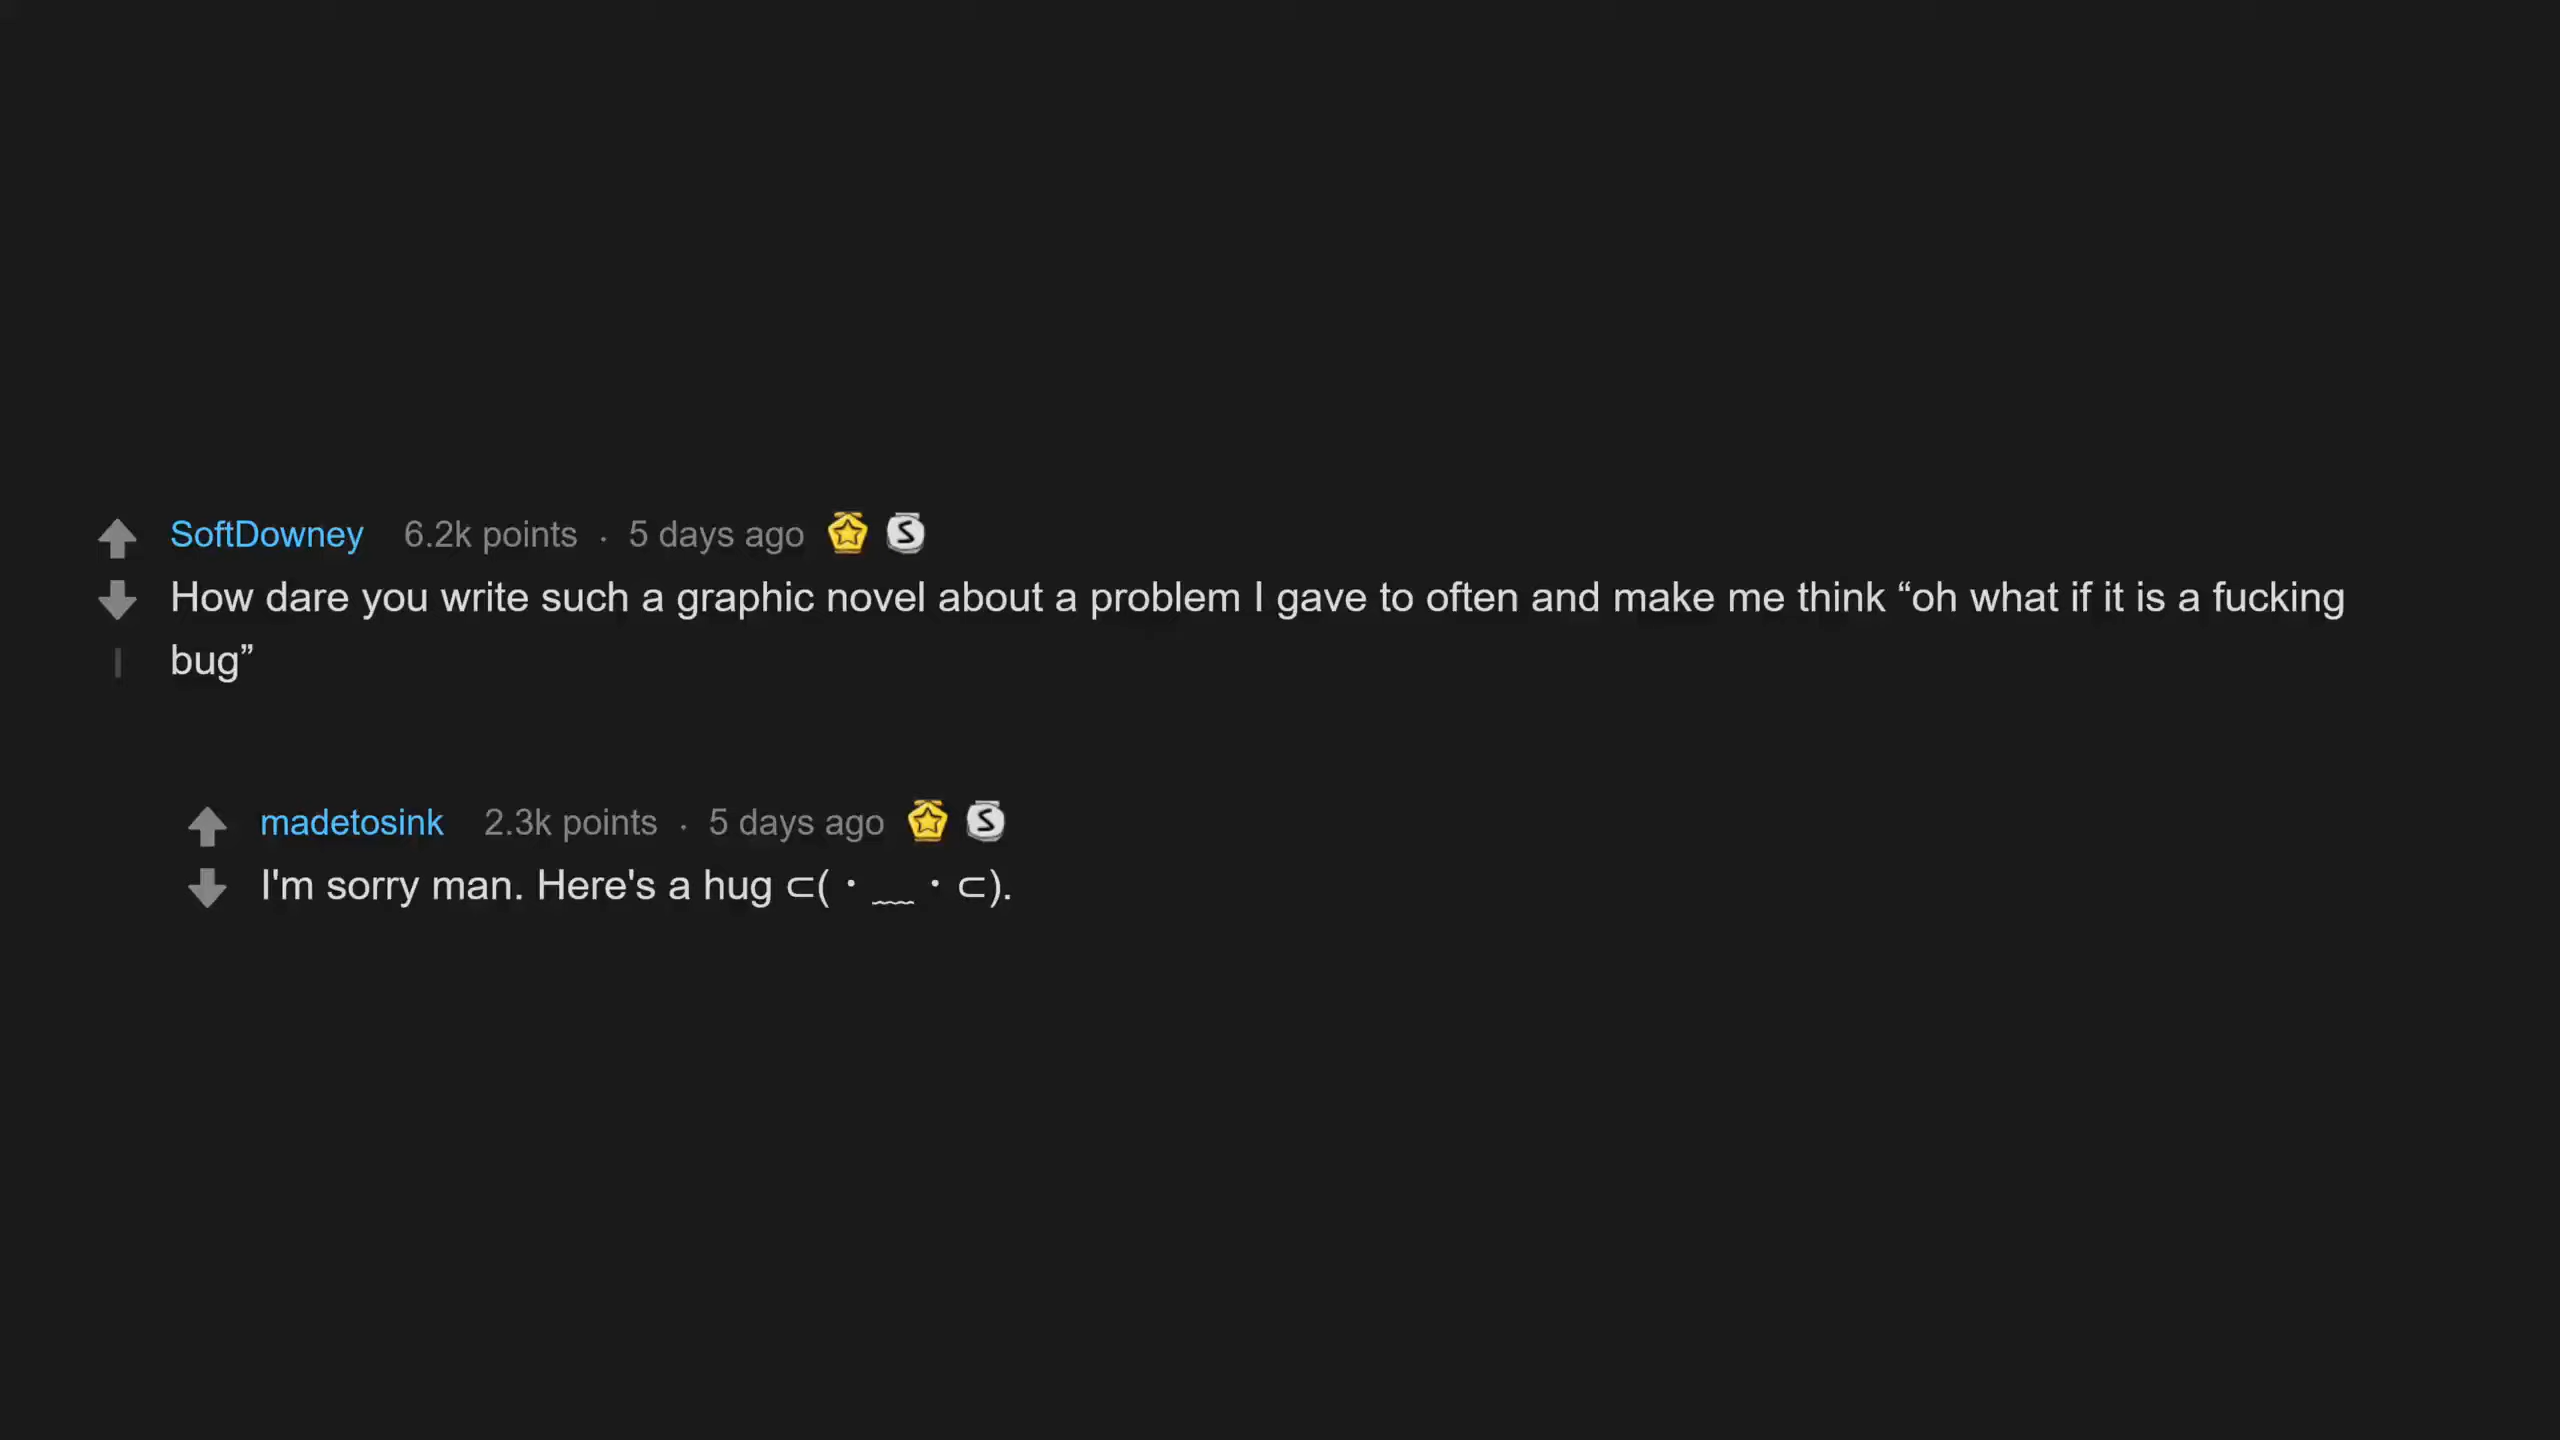 SoftDowney 6.2k points · 5 days ago S
How dare you write such a graphic novel about a problem I gave to often and make me think “oh what if it is a fucking
bug”
madetosink 2.3k points · 5 days ago S
I'm sorry man. Here's a hug ⊂(・﹏・⊂).